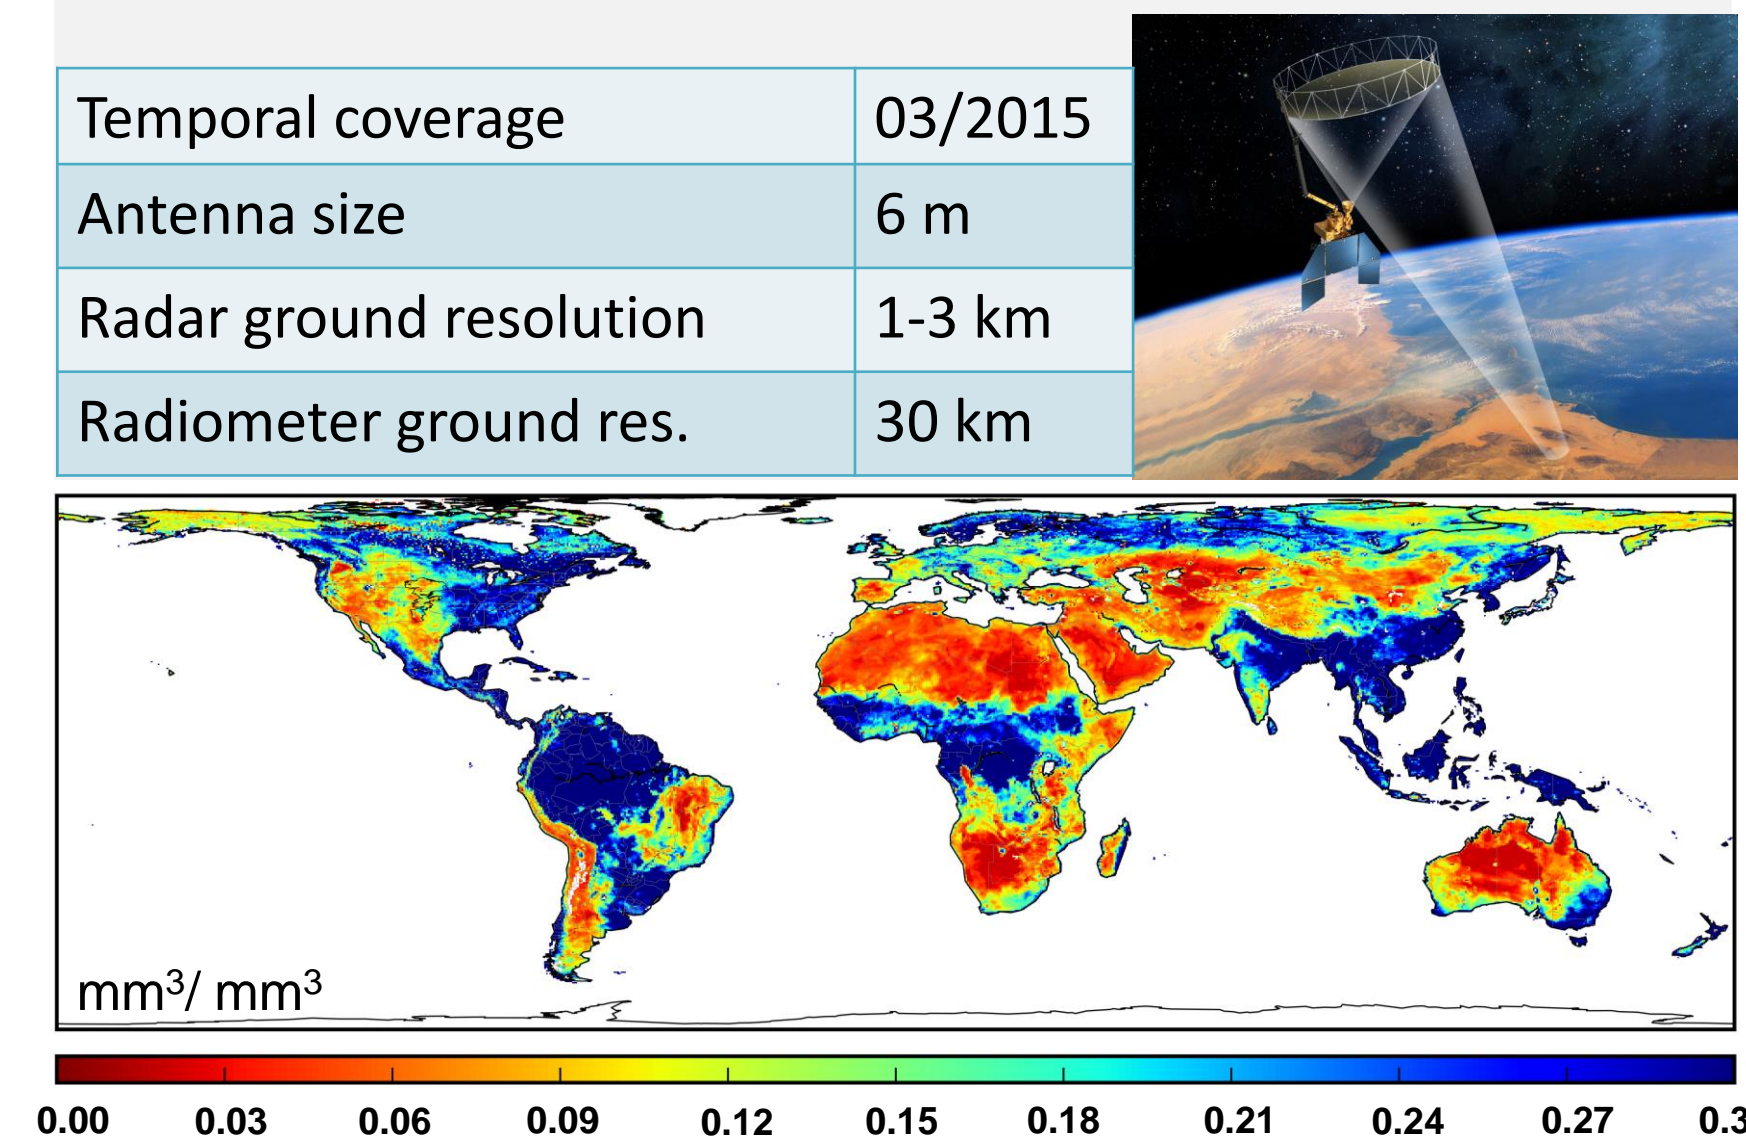 Temporal coverage 03/2015
Antenna size 6 m
Radar ground resolution 1-3 km
Radiometer ground res. 30 km
mm³/ mm³
0.00 0.03 0.06 0.09 0.12 0.15 0.18 0.21 0.24 0.27 0.3